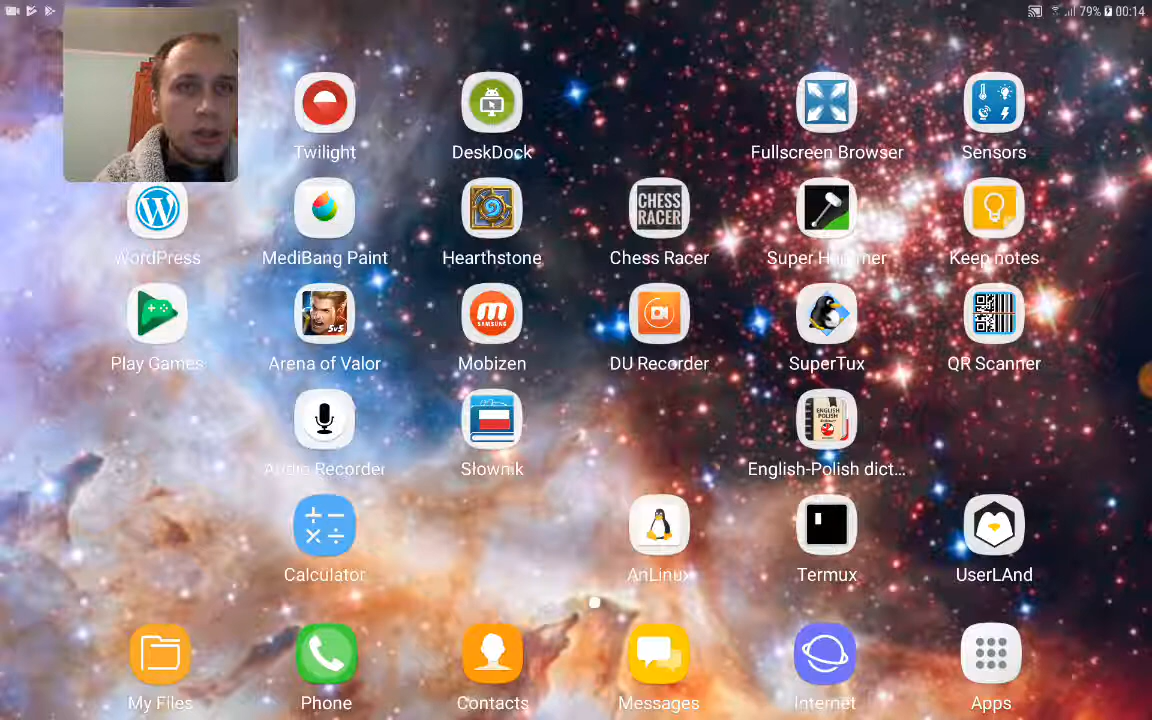 79% 00:14
Twilight
DeskDock
Fullscreen Browser
Sensors
CHESS
RACER
WordPress
MediBang Paint
Hearthstone
Chess Racer
Super Hammer
Keep notes
5v5
SAMSUNG
Play Games
Arena of Valor
Mobizen
DU Recorder
SuperTux
QR Scanner
ENGLISH
POLISH
Audio Recorder
Słownik
English-Polish dict...
Calculator
AnLinux
Termux
UserLAnd
My Files
Phone
Contacts
Messages
Internet
Apps